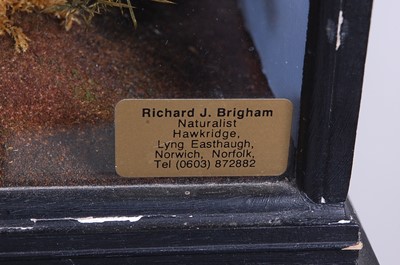 Richard J. Brigham
Naturalist
Hawkridge,
Lyng Easthaugh,
Norwich, Norfolk,
Tel (0603) 872882